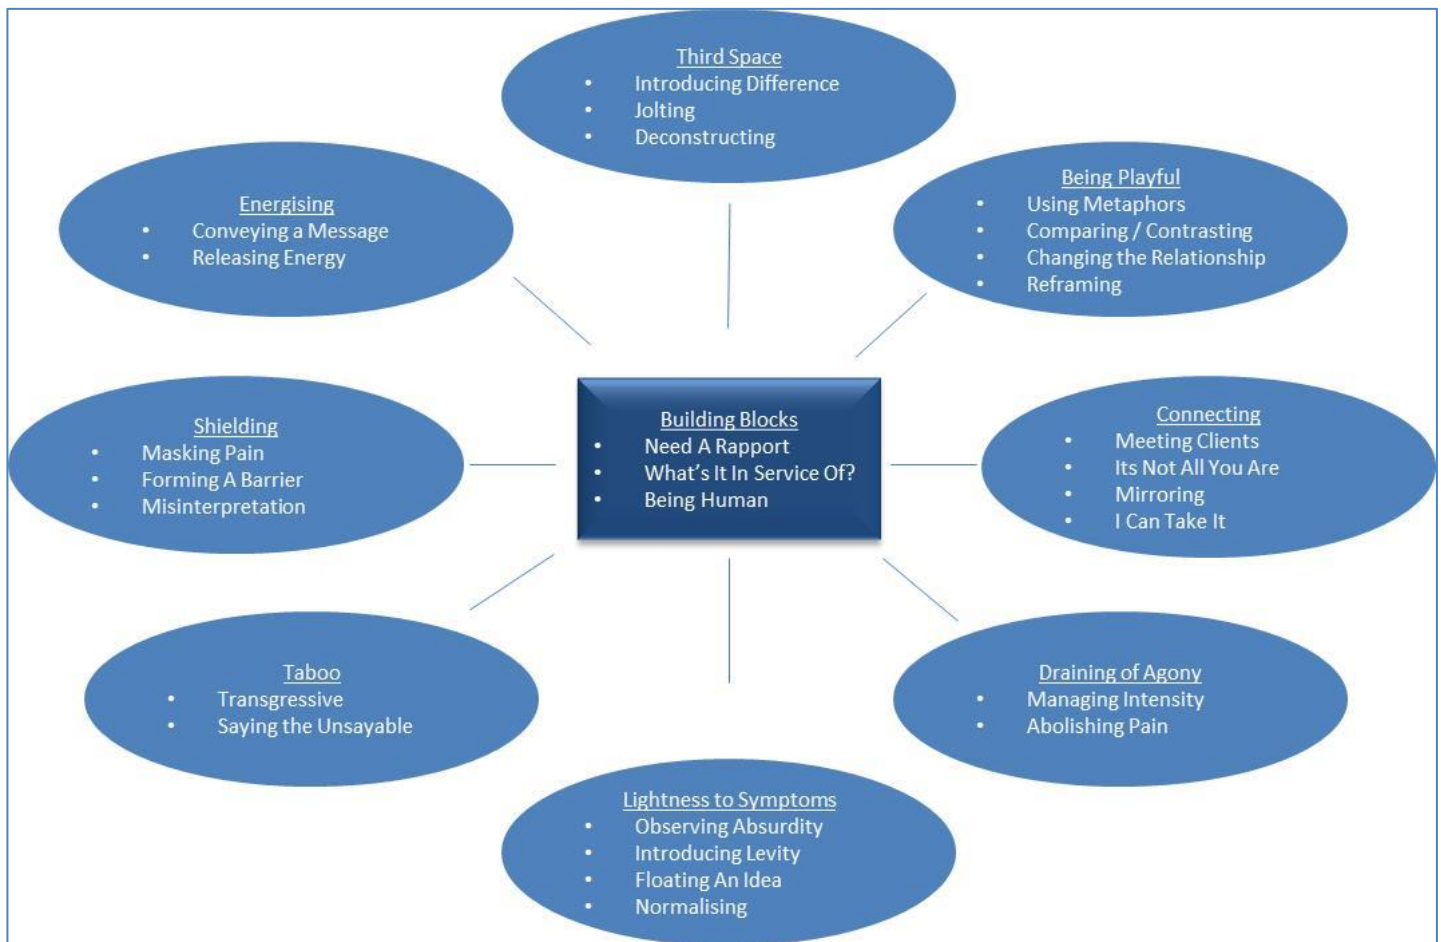 Third Space
• Introducing Difference
• Jolting
• Deconstructing
Energising
• Conveying a Message
• Releasing Energy
Being Playful
• Using Metaphors
• Comparing / Contrasting
• Changing the Relationship
• Reframing
Shielding
• Masking Pain
• Forming A Barrier
• Misinterpretation
Building Blocks
• Need A Rapport
• What's It In Service Of?
• Being Human
Connecting
• Meeting Clients
• Its Not All You Are
• Mirroring
• I Can Take It
Taboo
• Transgressive
• Saying the Unsayable
Draining of Agony
• Managing Intensity
• Abolishing Pain
Lightness to Symptoms
• Observing Absurdity
• Introducing Levity
• Floating An Idea
• Normalising